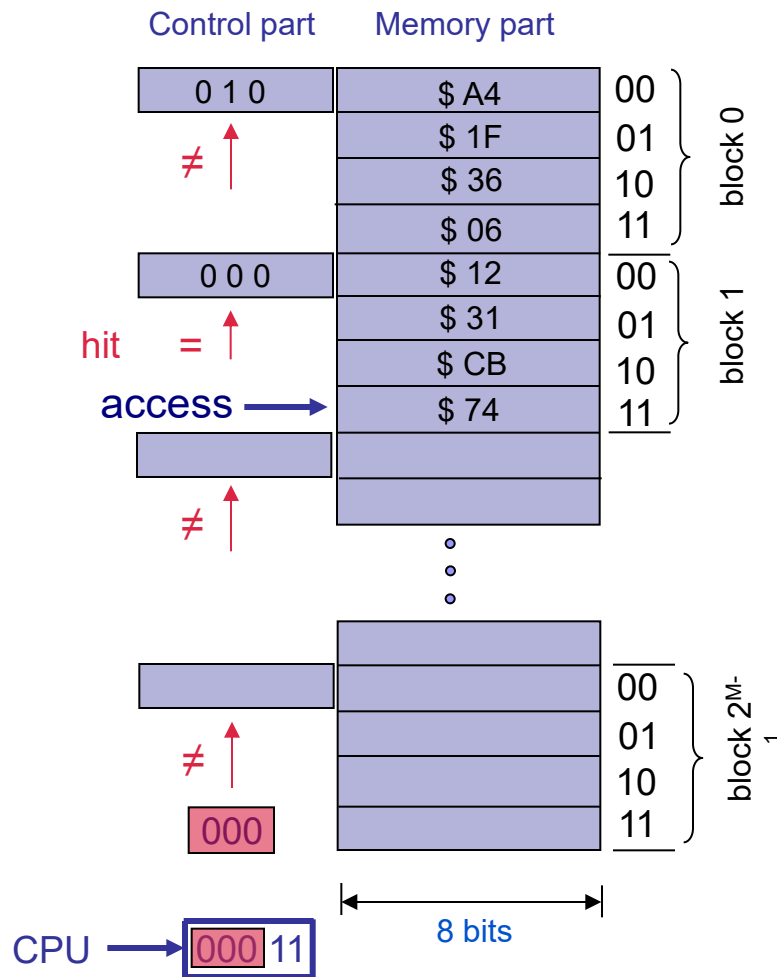 Control part Memory part
0 1 0 $ A4 00
≠ $ 1F 01
$ 36 10
$ 06 11
block 0
0 0 0 $ 12 00
hit = $ 31 01
$ CB 10
access $ 74 11
block 1
≠
≠
00
01
10
11
block 2^M-1
000
8 bits
CPU 000 11